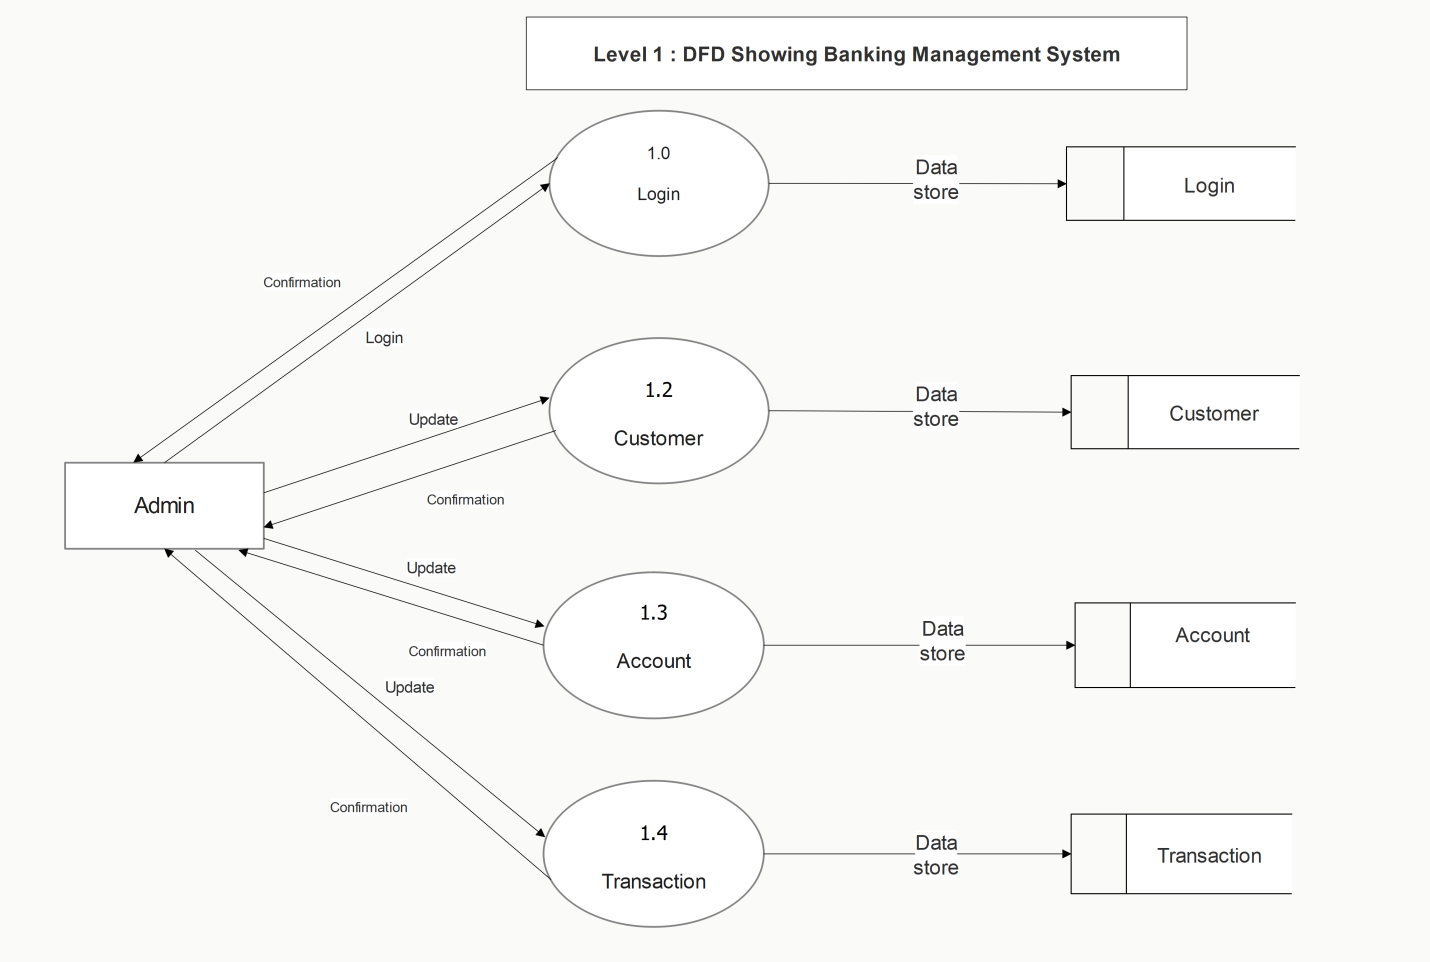 Level 1 : DFD Showing Banking Management System
1.0
Login
Data
store
Login
Confirmation
Login
1.2
Customer
Data
store
Customer
Update
Confirmation
Admin
Update
Confirmation
1.3
Account
Data
store
Account
Update
Confirmation
1.4
Transaction
Data
store
Transaction